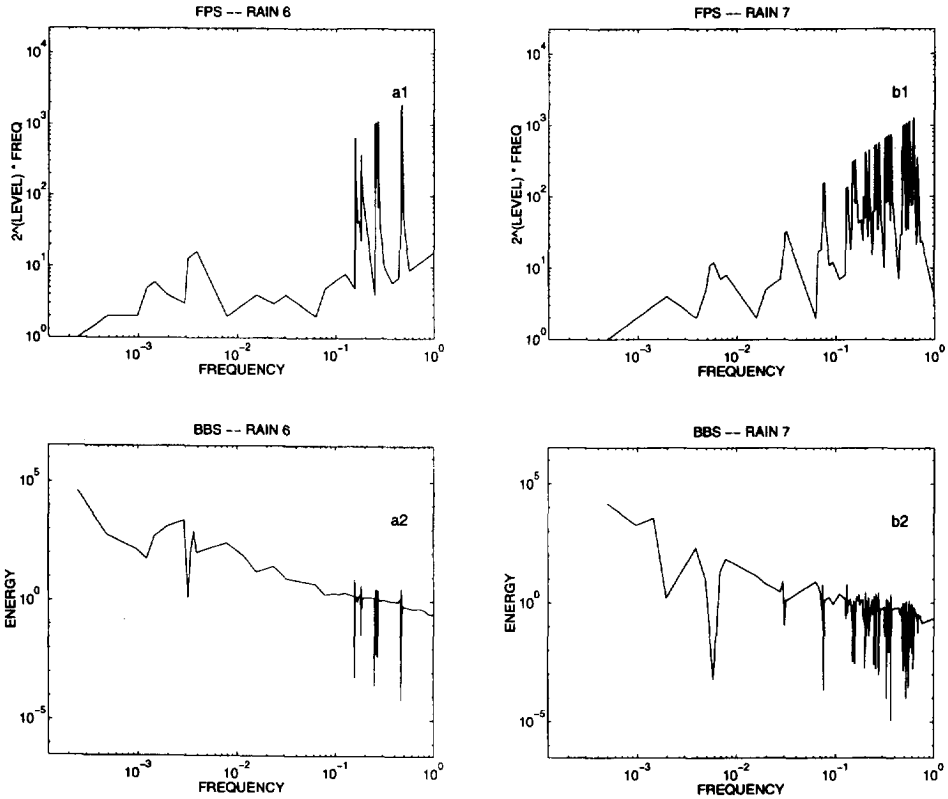 FPS -- RAIN 6
10^4
10^3
10^2
10^1
10^0
2^(LEVEL) * FREQ
a1
10^-3
10^-2
10^-1
10^0
FREQUENCY
FPS -- RAIN 7
10^4
10^3
10^2
10^1
10^0
2^(LEVEL) * FREQ
b1
10^-3
10^-2
10^-1
10^0
FREQUENCY
BBS -- RAIN 6
10^5
10^0
10^-5
ENERGY
a2
10^-3
10^-2
10^-1
10^0
FREQUENCY
BBS -- RAIN 7
10^5
10^0
10^-5
ENERGY
b2
10^-3
10^-2
10^-1
10^0
FREQUENCY